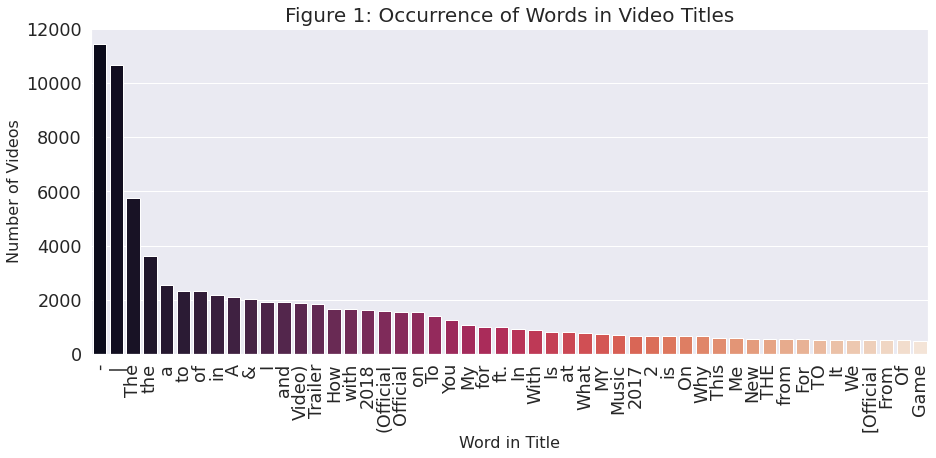 Figure 1: Occurrence of Words in Video Titles
Number of Videos
12000
10000
8000
6000
4000
2000
0
-
|
The
the
a
to
of
in
A
&
I
and
Video)
Trailer
How
with
2018
(Official
Official
on
To
You
My
for
ft.
In
With
Is
at
What
MY
Music
2017
2
is
On
Why
This
Me
New
THE
from
For
TO
It
We
[Official
From
Of
Game
Word in Title